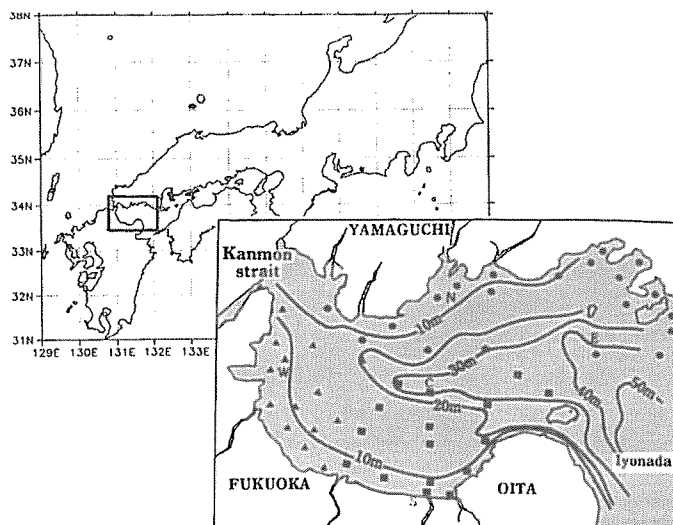 38N
37N
36N
35N
34N
33N
32N
31N
129E 130E 131E 132E 133E
YAMAGUCHI
Kanmon
strait
N
10m
E
30m
W
C
40m
50m
20m
10m
Iyonada
FUKUOKA
OITA
S